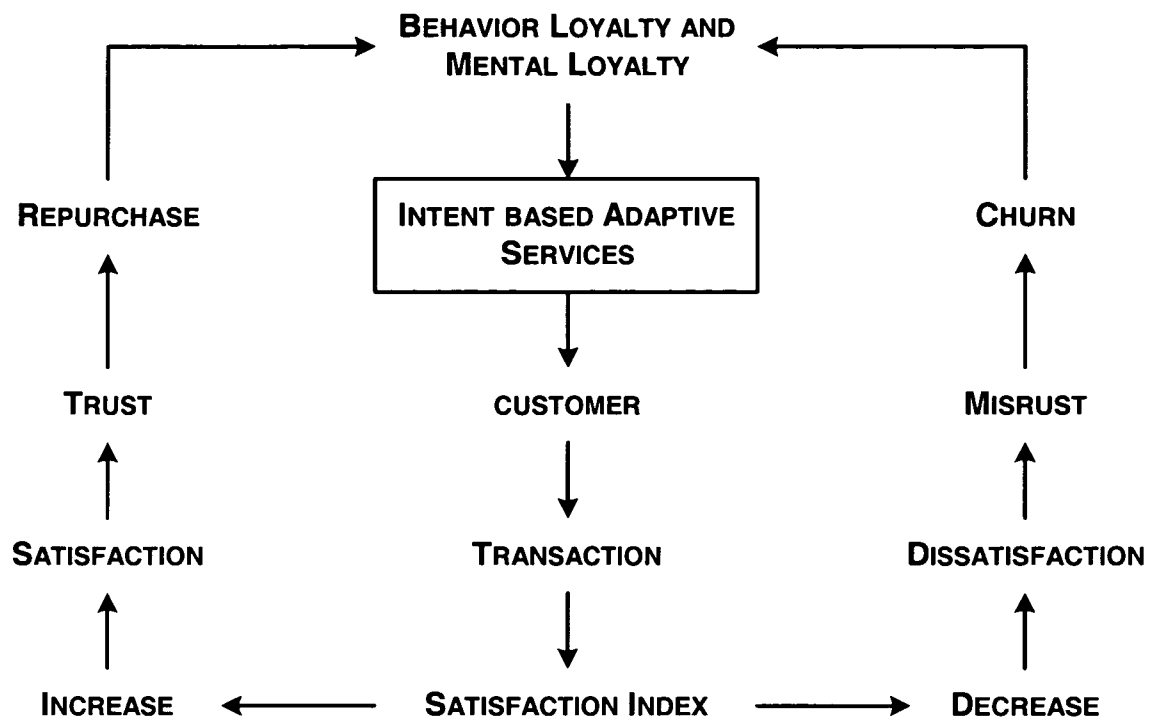 BEHAVIOR LOYALTY AND
MENTAL LOYALTY
REPURCHASE
INTENT BASED ADAPTIVE
SERVICES
CHURN
TRUST
CUSTOMER
MISRUST
SATISFACTION
TRANSACTION
DISSATISFACTION
INCREASE
SATISFACTION INDEX
DECREASE